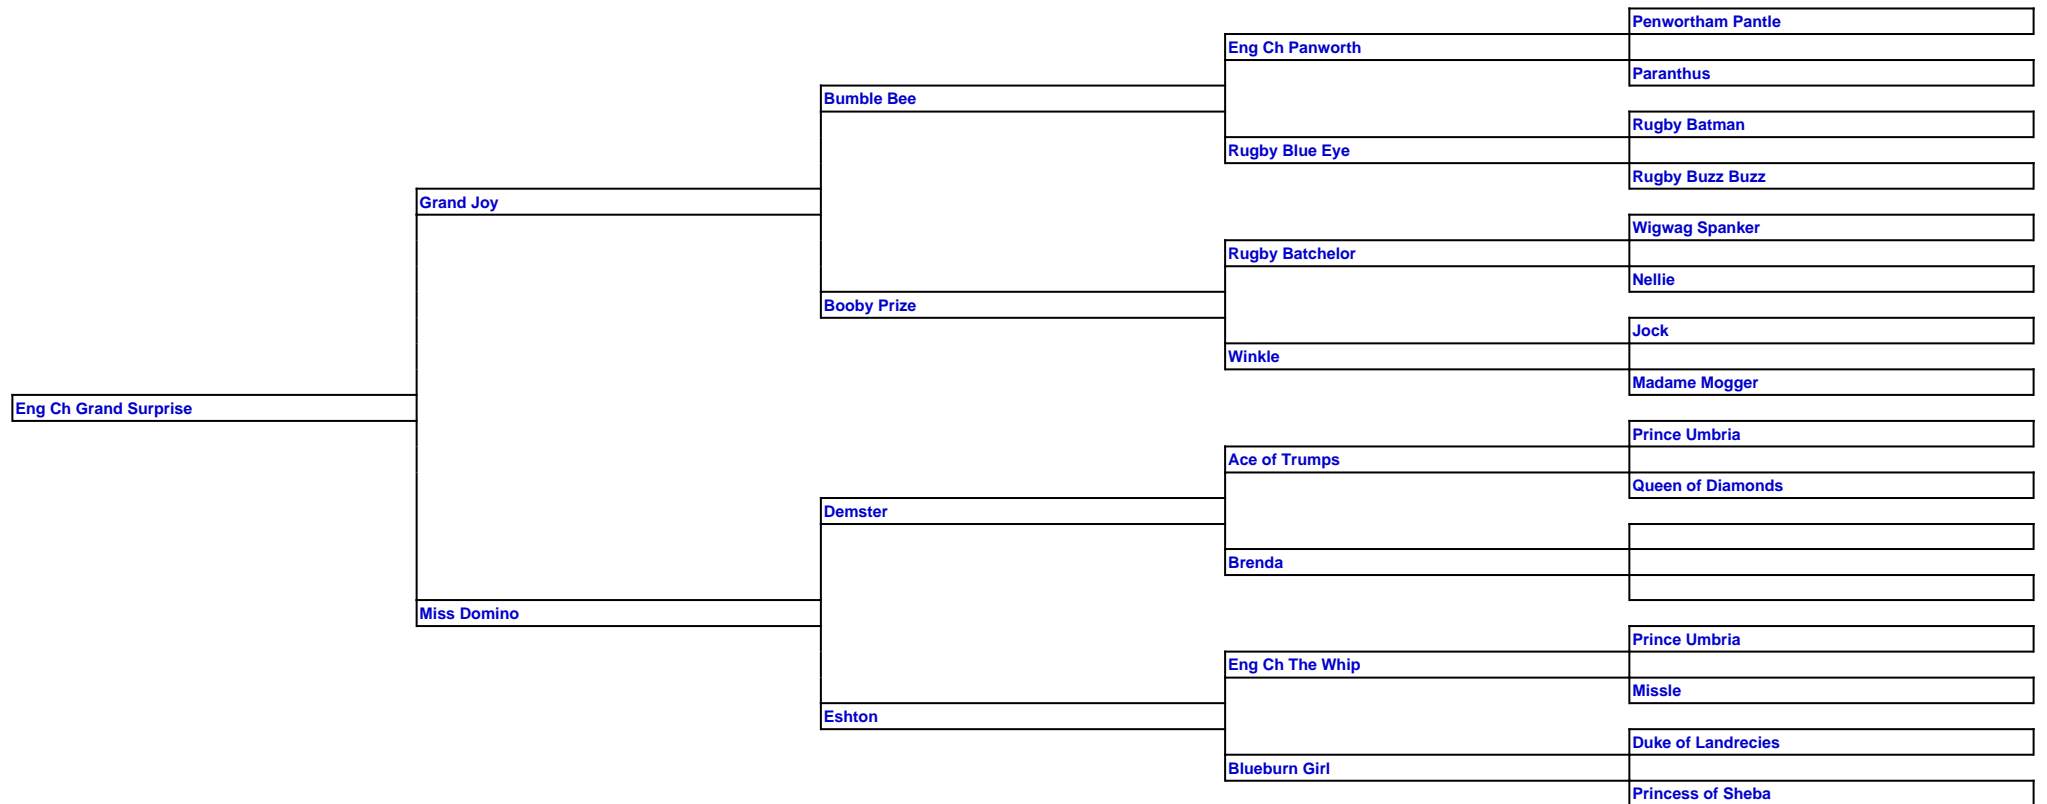 Penwortham Pantle
Eng Ch Panworth
Paranthus
Bumble Bee
Rugby Batman
Rugby Blue Eye
Rugby Buzz Buzz
Grand Joy
Wigwag Spanker
Rugby Batchelor
Nellie
Booby Prize
Jock
Winkle
Madame Mogger
Eng Ch Grand Surprise
Prince Umbria
Ace of Trumps
Queen of Diamonds
Demster
Brenda
Miss Domino
Prince Umbria
Eng Ch The Whip
Missle
Eshton
Duke of Landrecies
Blueburn Girl
Princess of Sheba